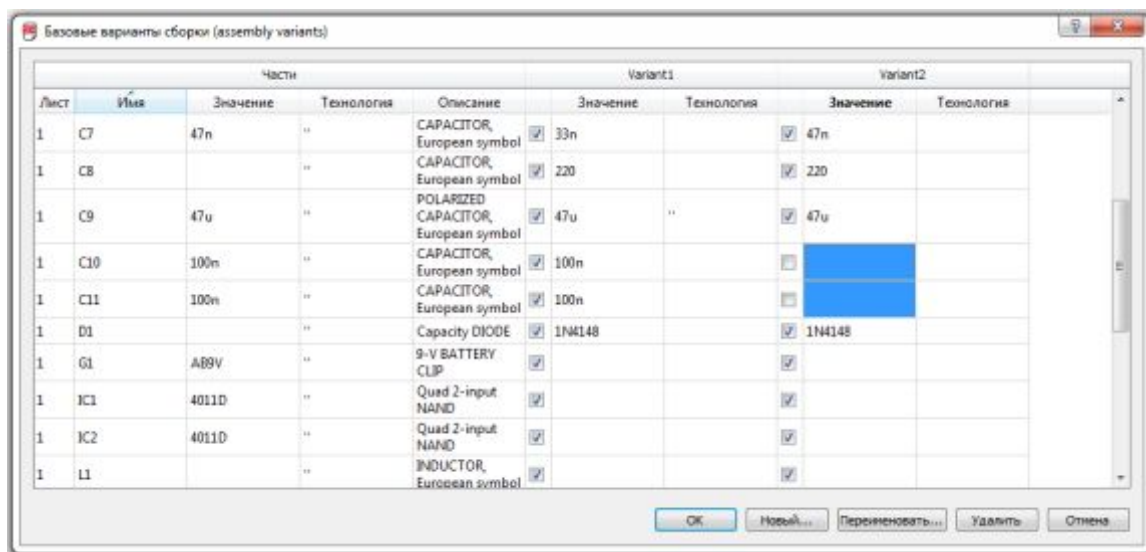 Базовые варианты сборки (assembly variants)
Части Variant1 Variant2
Лист Имя Значение Технология Описание Значение Технология Значение Технология
1 C7 47n '' CAPACITOR, European symbol 33n 47n
1 C8 '' CAPACITOR, European symbol 220 220
1 C9 47u '' POLARIZED CAPACITOR, European symbol 47u '' 47u
1 C10 100n '' CAPACITOR, European symbol 100n
1 C11 100n '' CAPACITOR, European symbol 100n
1 D1 '' Capacity DIODE 1N4148 1N4148
1 G1 AB9V '' 9-V BATTERY CLIP
1 IC1 4011D '' Quad 2-input NAND
1 IC2 4011D '' Quad 2-input NAND
1 L1 '' INDUCTOR, European symbol
OK Новый... Переименовать... Удалить Отмена